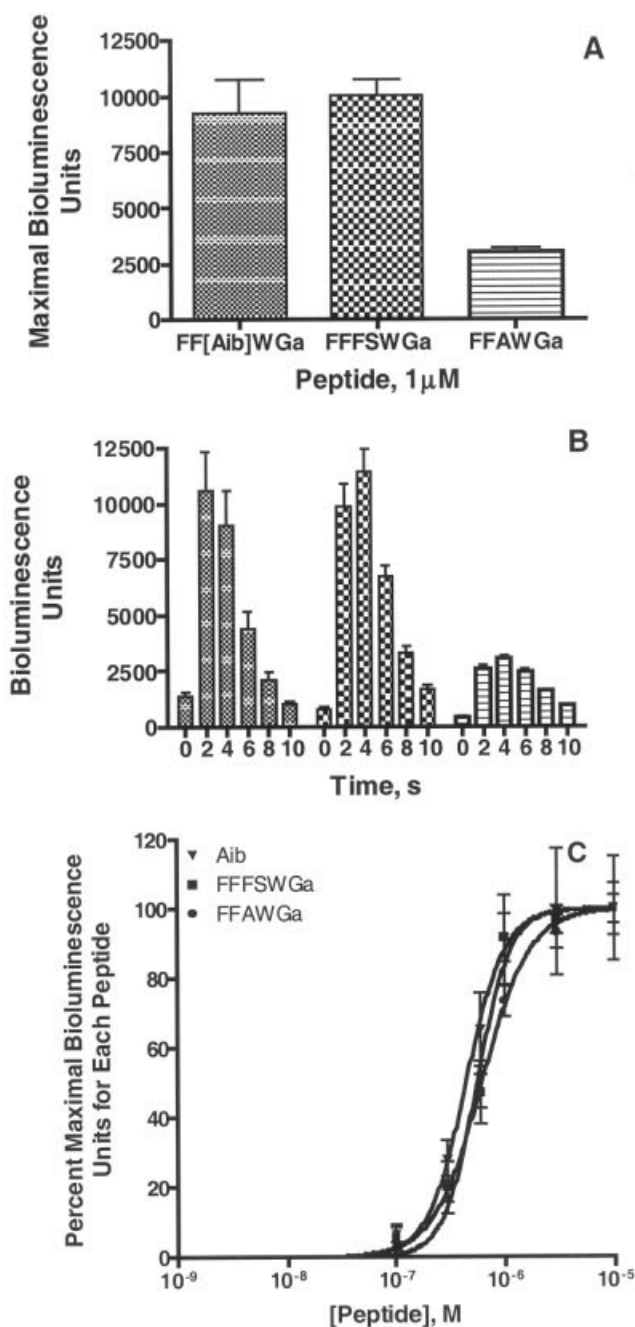 A
Maximal Bioluminescence
Units
12500
10000
7500
5000
2500
0
FF[Aib]WGa FFFSWGa FFAWGa
Peptide, 1μM
B
Bioluminescence
Units
12500
10000
7500
5000
2500
0
0 2 4 6 8 10 0 2 4 6 8 10 0 2 4 6 8 10
Time, s
C
Percent Maximal Bioluminescence
Units for Each Peptide
120
100
80
60
40
20
0
Aib
FFFSWGa
FFAWGa
10-9 10-8 10-7 10-6 10-5
[Peptide], M